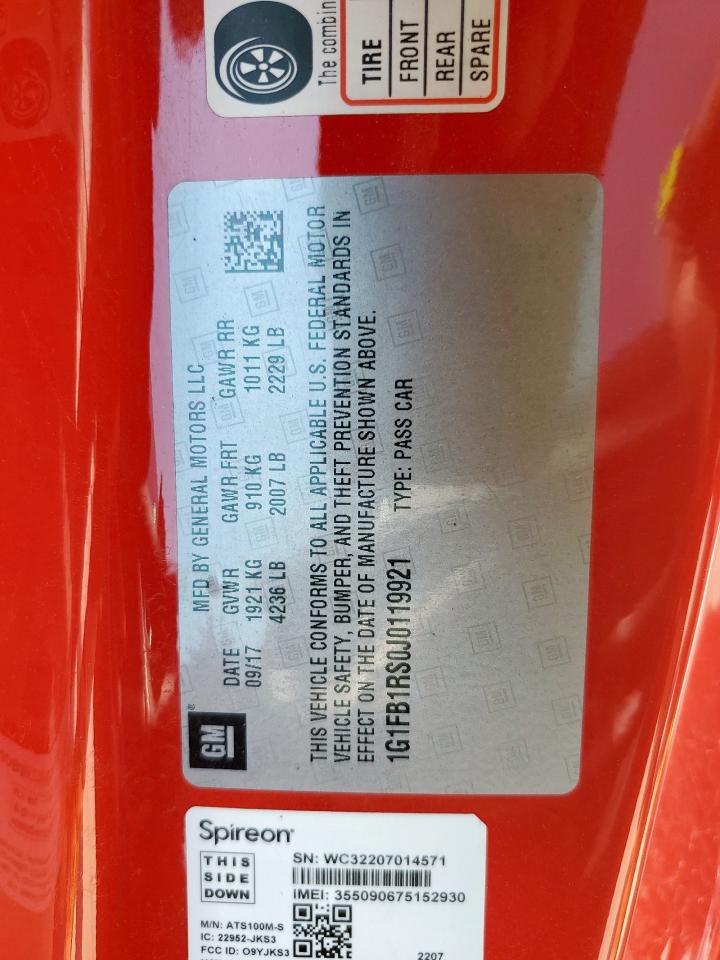 The combin
TIRE
FRONT
REAR
SPARE
MFD BY GENERAL MOTORS LLC
DATE GVWR GAWR FRT GAWR RR
09/17 1921 KG 910 KG 1011 KG
4236 LB 2007 LB 2229 LB
THIS VEHICLE CONFORMS TO ALL APPLICABLE U.S. FEDERAL MOTOR
VEHICLE SAFETY, BUMPER, AND THEFT PREVENTION STANDARDS IN
EFFECT ON THE DATE OF MANUFACTURE SHOWN ABOVE.
1G1FB1RS0J0119921 TYPE: PASS CAR
GM®
Spireon®
THIS
SIDE
DOWN
SN: WC32207014571
IMEI: 355090675152930
M/N: ATS100M-S
IC: 22952-JKS3
FCC ID: O9YJKS3
2207